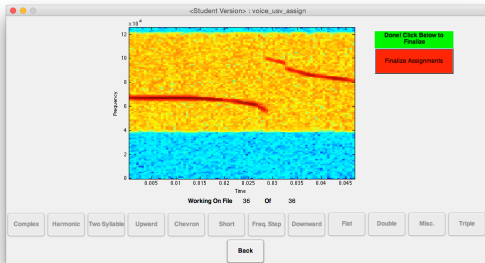 <Student Version> : voice_usv_assign
x 10⁴
12
10
8
6
4
2
0
Frequency
0.005 0.01 0.015 0.02 0.025 0.03 0.035 0.04 0.045
Time
Done! Click Below to
Finalize
Finalize Assignments
Working On File 36 Of 36
Complex Harmonic Two Syllable Upward Chevron Short Freq. Step Downward Flat Double Misc. Triple
Back